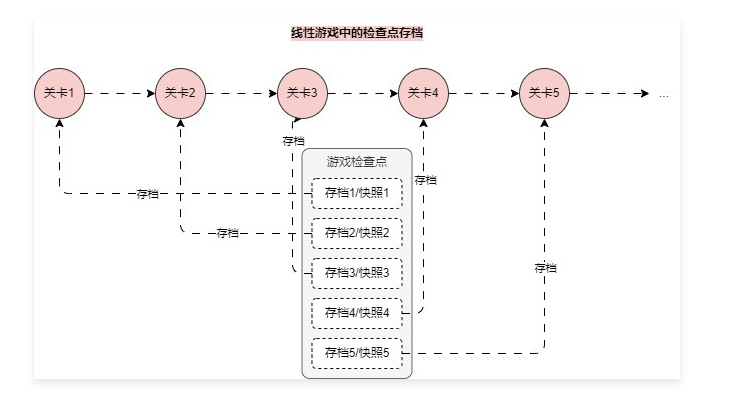 线性游戏中的检查点存档
关卡1
关卡2
关卡3
关卡4
关卡5
...
存档
游戏检查点
存档
存档1/快照1
存档
存档2/快照2
存档
存档3/快照3
存档
存档4/快照4
存档5/快照5